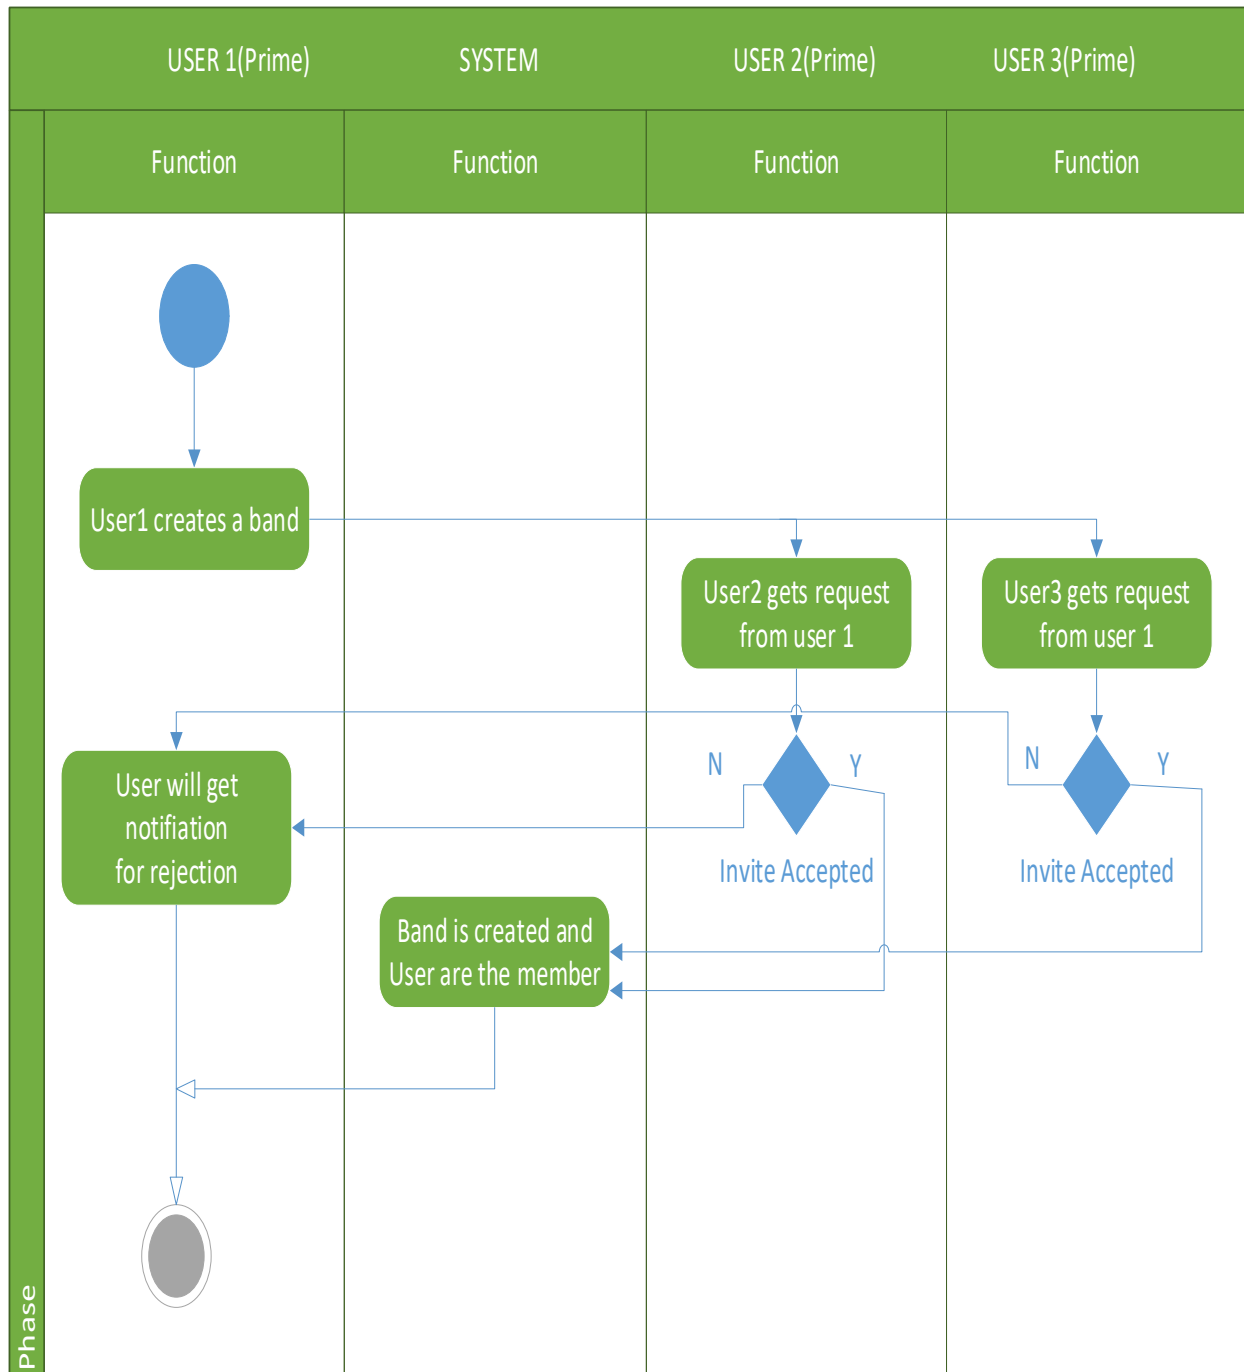 USER 1(Prime)
SYSTEM
USER 2(Prime)
USER 3(Prime)
Function
Function
Function
Function
User1 creates a band
User2 gets request
from user 1
User3 gets request
from user 1
N
Y
N
Y
User will get
notifiation
for rejection
Invite Accepted
Invite Accepted
Band is created and
User are the member
Phase